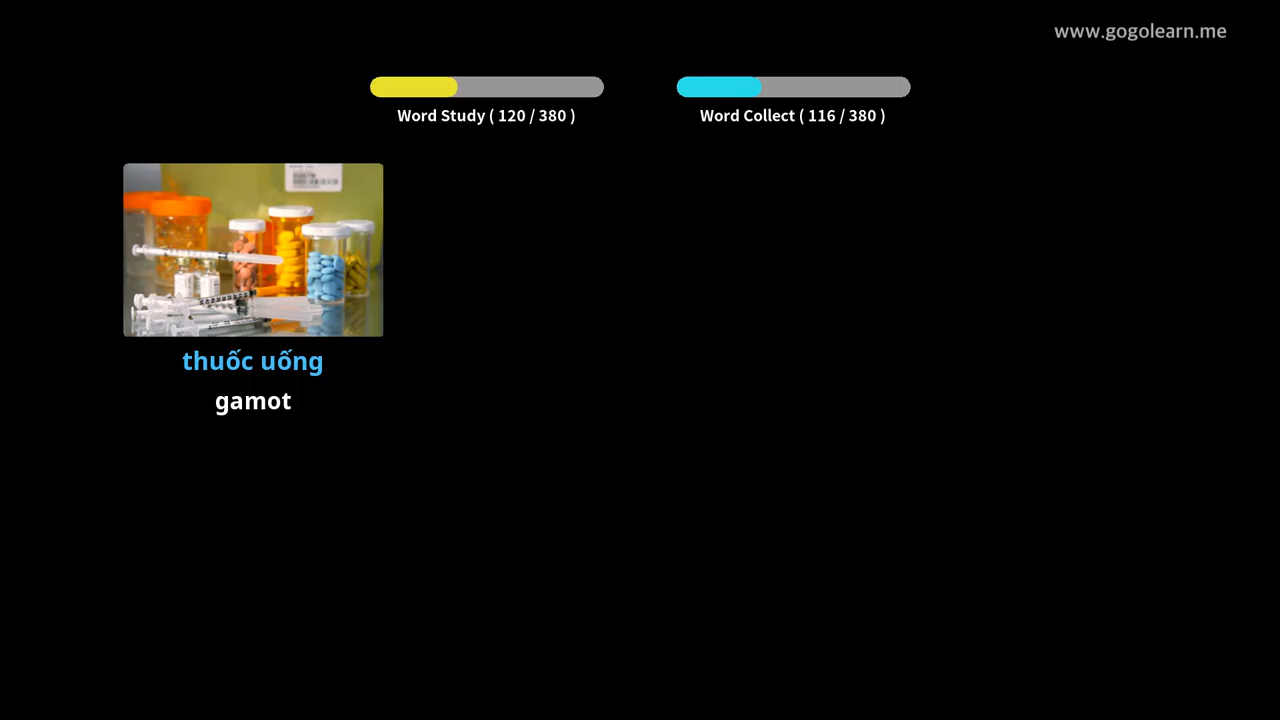 www.gogolearn.me
Word Study ( 120 / 380 )
Word Collect ( 116 / 380 )
thuốc uống
gamot